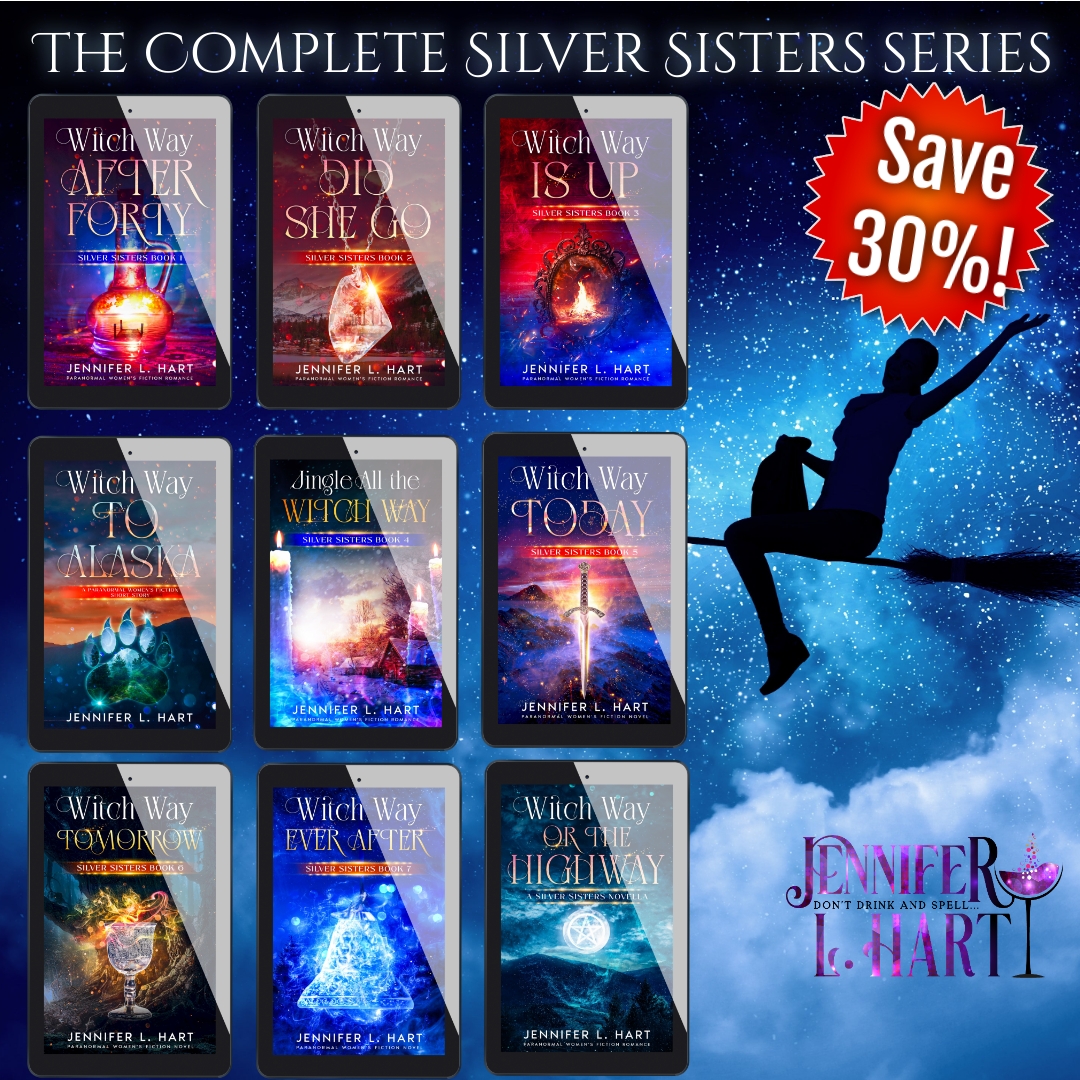 THE COMPLETE SILVER SISTERS SERIES
Save
30%!
Witch Way
AFTER
FORTY
SILVER SISTERS BOOK 1
JENNIFER L. HART
PARANORMAL WOMEN'S FICTION ROMANCE
Witch Way
DID
SHE GO
SILVER SISTERS BOOK 2
JENNIFER L. HART
PARANORMAL WOMEN'S FICTION ROMANCE
Witch Way
IS UP
SILVER SISTERS BOOK 3
JENNIFER L. HART
PARANORMAL WOMEN'S FICTION ROMANCE
Witch Way
TO
ALASKA
A PARANORMAL WOMEN'S FICTION
SHORT STORY
JENNIFER L. HART
Jingle All the
WITCH WAY
SILVER SISTERS BOOK 4
JENNIFER L. HART
PARANORMAL WOMEN'S FICTION ROMANCE
Witch Way
TODAY
SILVER SISTERS BOOK 5
JENNIFER L. HART
PARANORMAL WOMEN'S FICTION NOVEL
Witch Way
TOMORROW
SILVER SISTERS BOOK 6
JENNIFER L. HART
PARANORMAL WOMEN'S FICTION NOVEL
Witch Way
EVER AFTER
SILVER SISTERS BOOK 7
JENNIFER L. HART
PARANORMAL WOMEN'S FICTION NOVEL
Witch Way
OR THE
HIGHWAY
A SILVER SISTERS NOVELLA
JENNIFER L. HART
PARANORMAL WOMEN'S FICTION ROMANCE
JENNIFER
DON'T DRINK AND SPELL...
L. HART